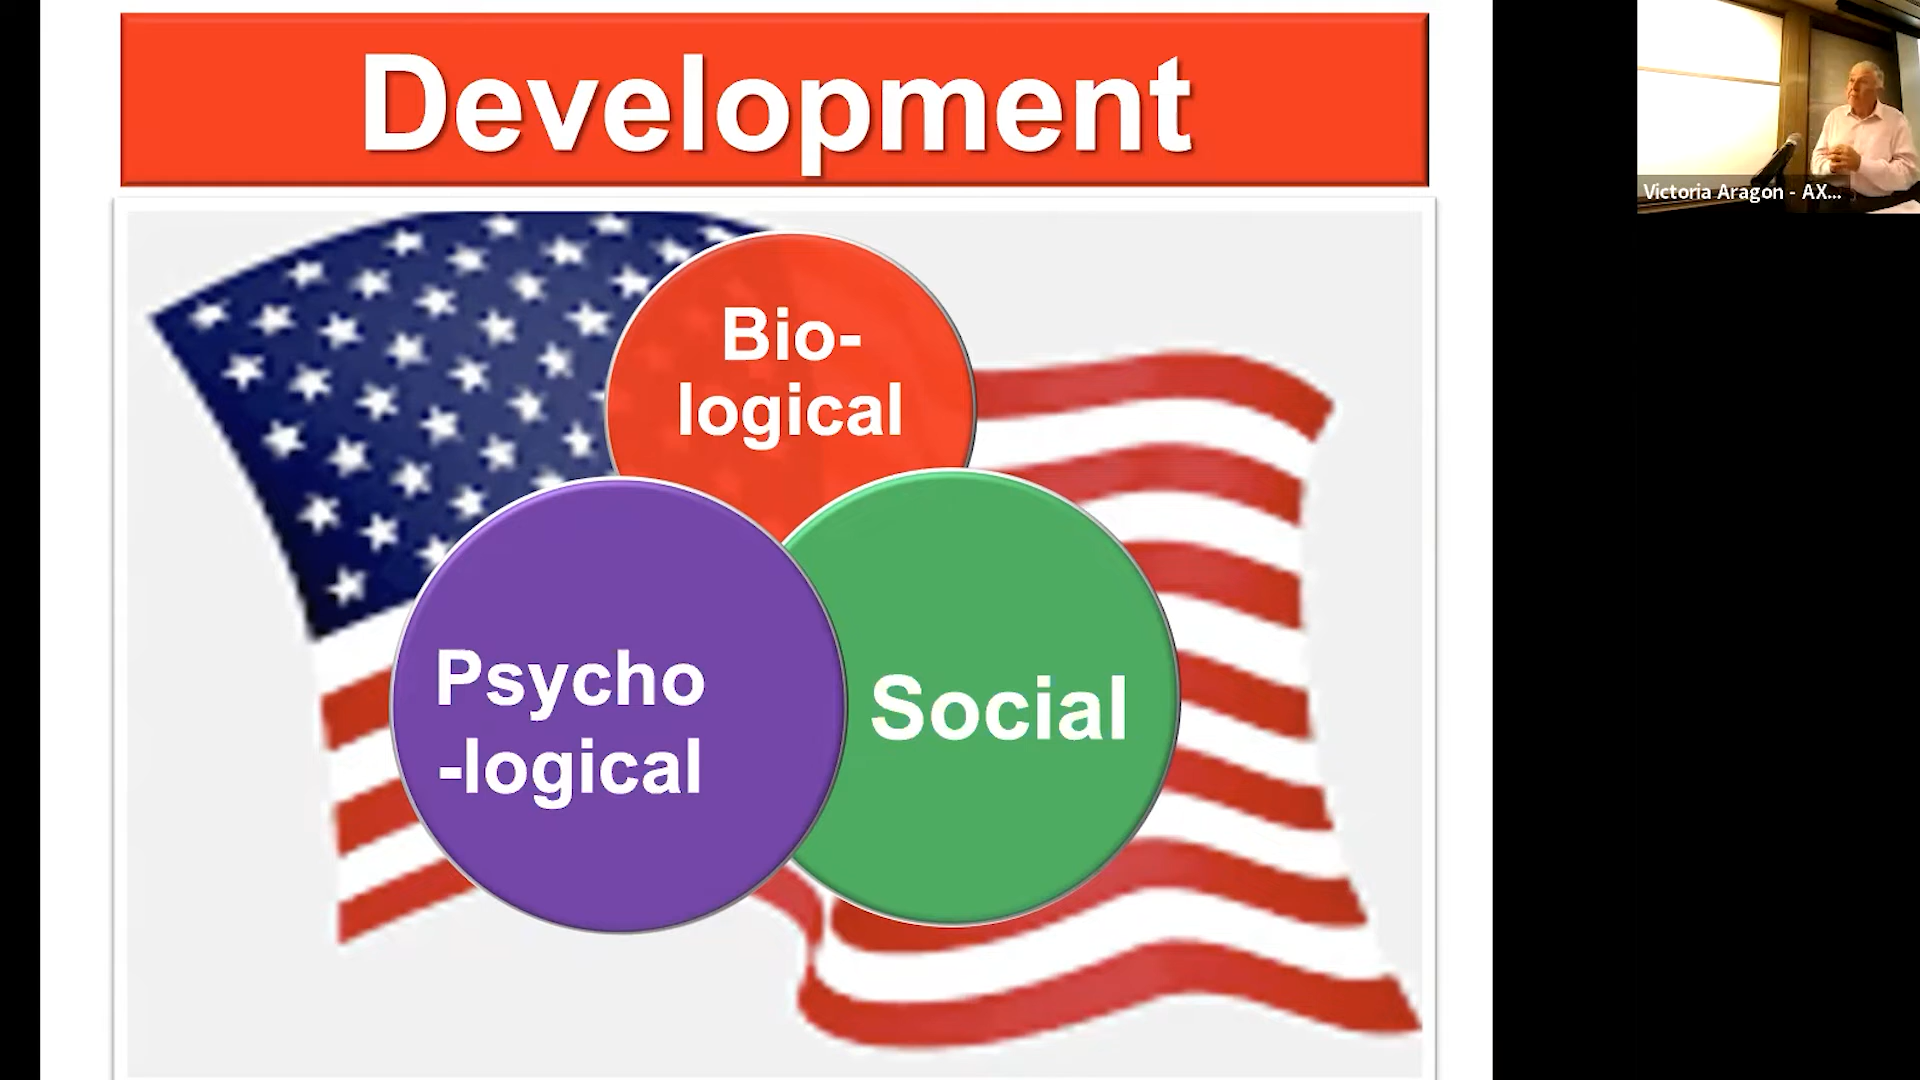 Development
Bio-
logical
Psycho
-logical
Social
Victoria Aragon - AX...